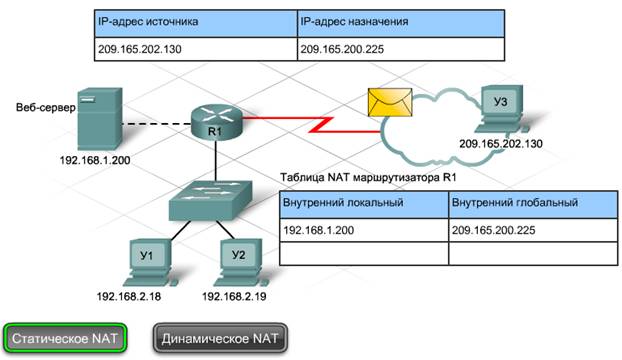 IP-адрес источника IP-адрес назначения
209.165.202.130 209.165.200.225
Веб-сервер
192.168.1.200
R1
У3
209.165.202.130
Таблица NAT маршрутизатора R1
Внутренний локальный Внутренний глобальный
192.168.1.200 209.165.200.225
У1 У2
192.168.2.18 192.168.2.19
Статическое NAT Динамическое NAT